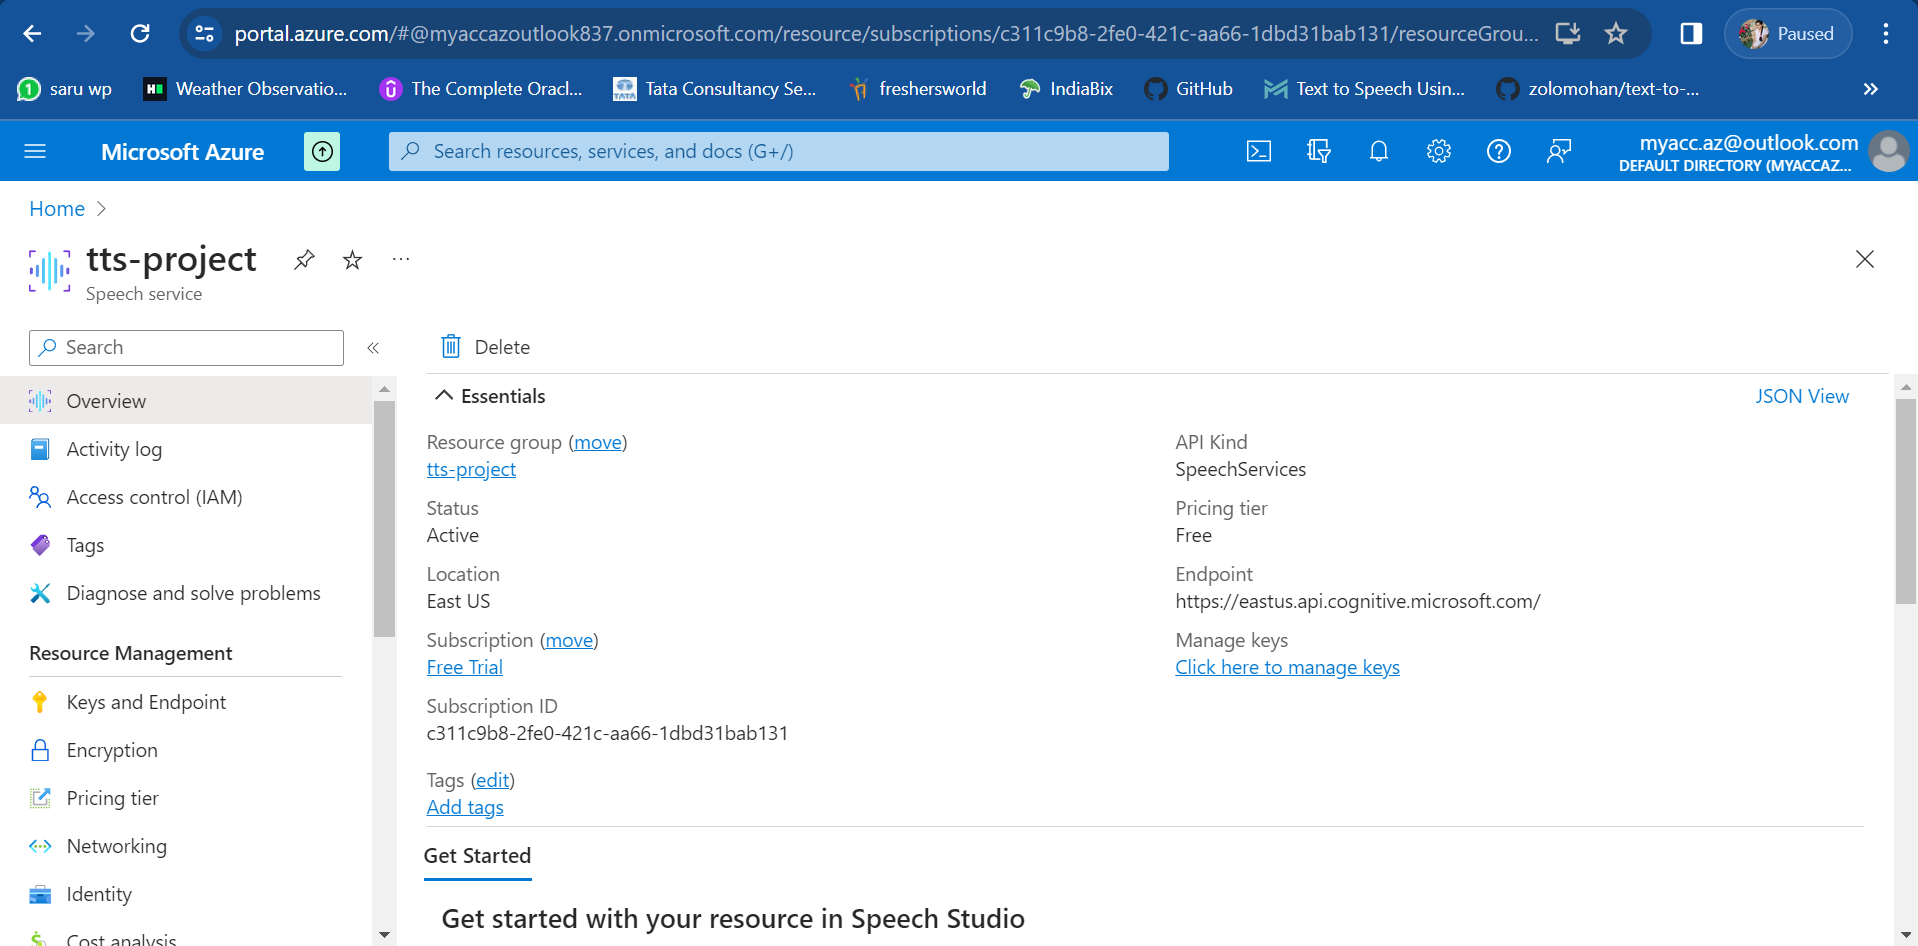 portal.azure.com/#@myaccazoutlook837.onmicrosoft.com/resource/subscriptions/c311c9b8-2fe0-421c-aa66-1dbd31bab131/resourceGrou...
Paused
saru wp
Weather Observatio...
The Complete Oracl...
Tata Consultancy Se...
freshersworld
IndiaBix
GitHub
Text to Speech Usin...
zolomohan/text-to-...
Microsoft Azure
Search resources, services, and docs (G+/)
myacc.az@outlook.com
DEFAULT DIRECTORY (MYACCAZ...
Home
tts-project
Speech service
Search
Delete
Overview
Activity log
Access control (IAM)
Tags
Diagnose and solve problems
Resource Management
Keys and Endpoint
Encryption
Pricing tier
Networking
Identity
Cost analysis
Essentials
JSON View
Resource group (move)
tts-project
Status
Active
Location
East US
Subscription (move)
Free Trial
Subscription ID
c311c9b8-2fe0-421c-aa66-1dbd31bab131
Tags (edit)
Add tags
API Kind
SpeechServices
Pricing tier
Free
Endpoint
https://eastus.api.cognitive.microsoft.com/
Manage keys
Click here to manage keys
Get Started
Get started with your resource in Speech Studio